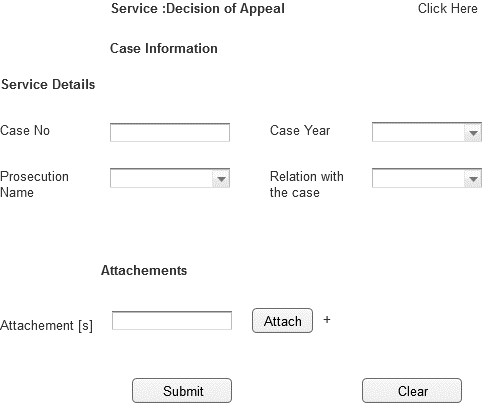 Service :Decision of Appeal Click Here
Case Information
Service Details
Case No Case Year
Prosecution Name Relation with the case
Attachements
Attachement [s] Attach +
Submit Clear